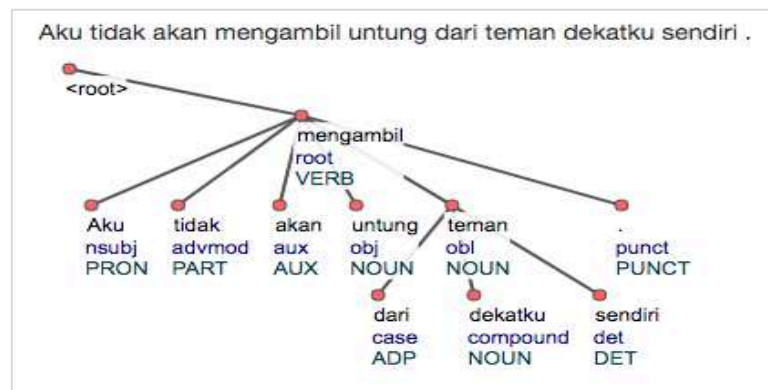 Aku tidak akan mengambil untung dari teman dekatku sendiri .
<root>
mengambil
root
VERB
Aku tidak akan untung teman .
nsubj advmod aux obj obl punct
PRON PART AUX NOUN NOUN PUNCT
dari dekatku sendiri
case compound det
ADP NOUN DET